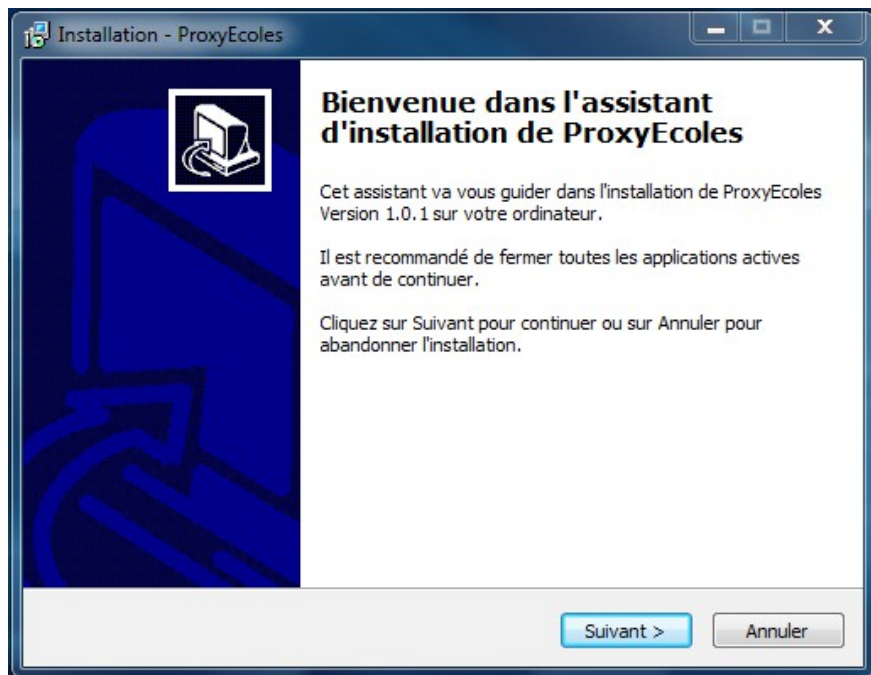 Installation - ProxyEcoles
Bienvenue dans l'assistant
d'installation de ProxyEcoles
Cet assistant va vous guider dans l'installation de ProxyEcoles
Version 1.0.1 sur votre ordinateur.
Il est recommandé de fermer toutes les applications actives
avant de continuer.
Cliquez sur Suivant pour continuer ou sur Annuler pour
abandonner l'installation.
Suivant >
Annuler